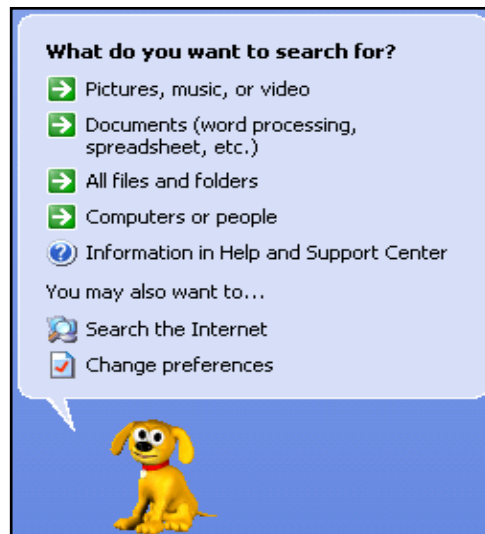 What do you want to search for?
Pictures, music, or video
Documents (word processing,
spreadsheet, etc.)
All files and folders
Computers or people
Information in Help and Support Center
You may also want to...
Search the Internet
Change preferences